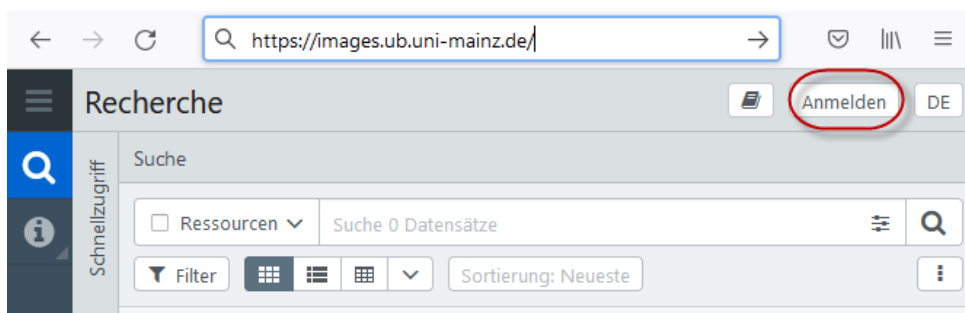 https://images.ub.uni-mainz.de/
Recherche
Anmelden
DE
Schnellzugriff
Suche
Ressourcen
Suche 0 Datensätze
Filter
Sortierung: Neueste